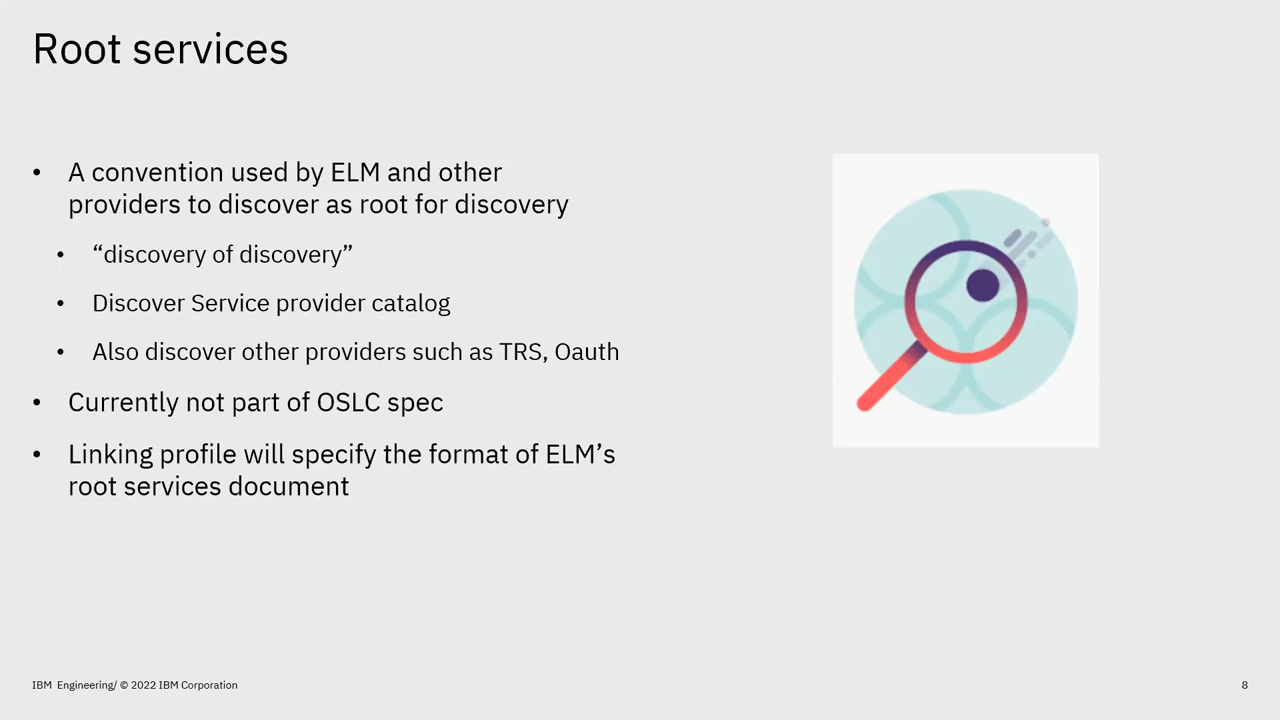 Root services
• A convention used by ELM and other
providers to discover as root for discovery
• “discovery of discovery”
• Discover Service provider catalog
• Also discover other providers such as TRS, Oauth
• Currently not part of OSLC spec
• Linking profile will specify the format of ELM’s
root services document
IBM Engineering/ © 2022 IBM Corporation
8